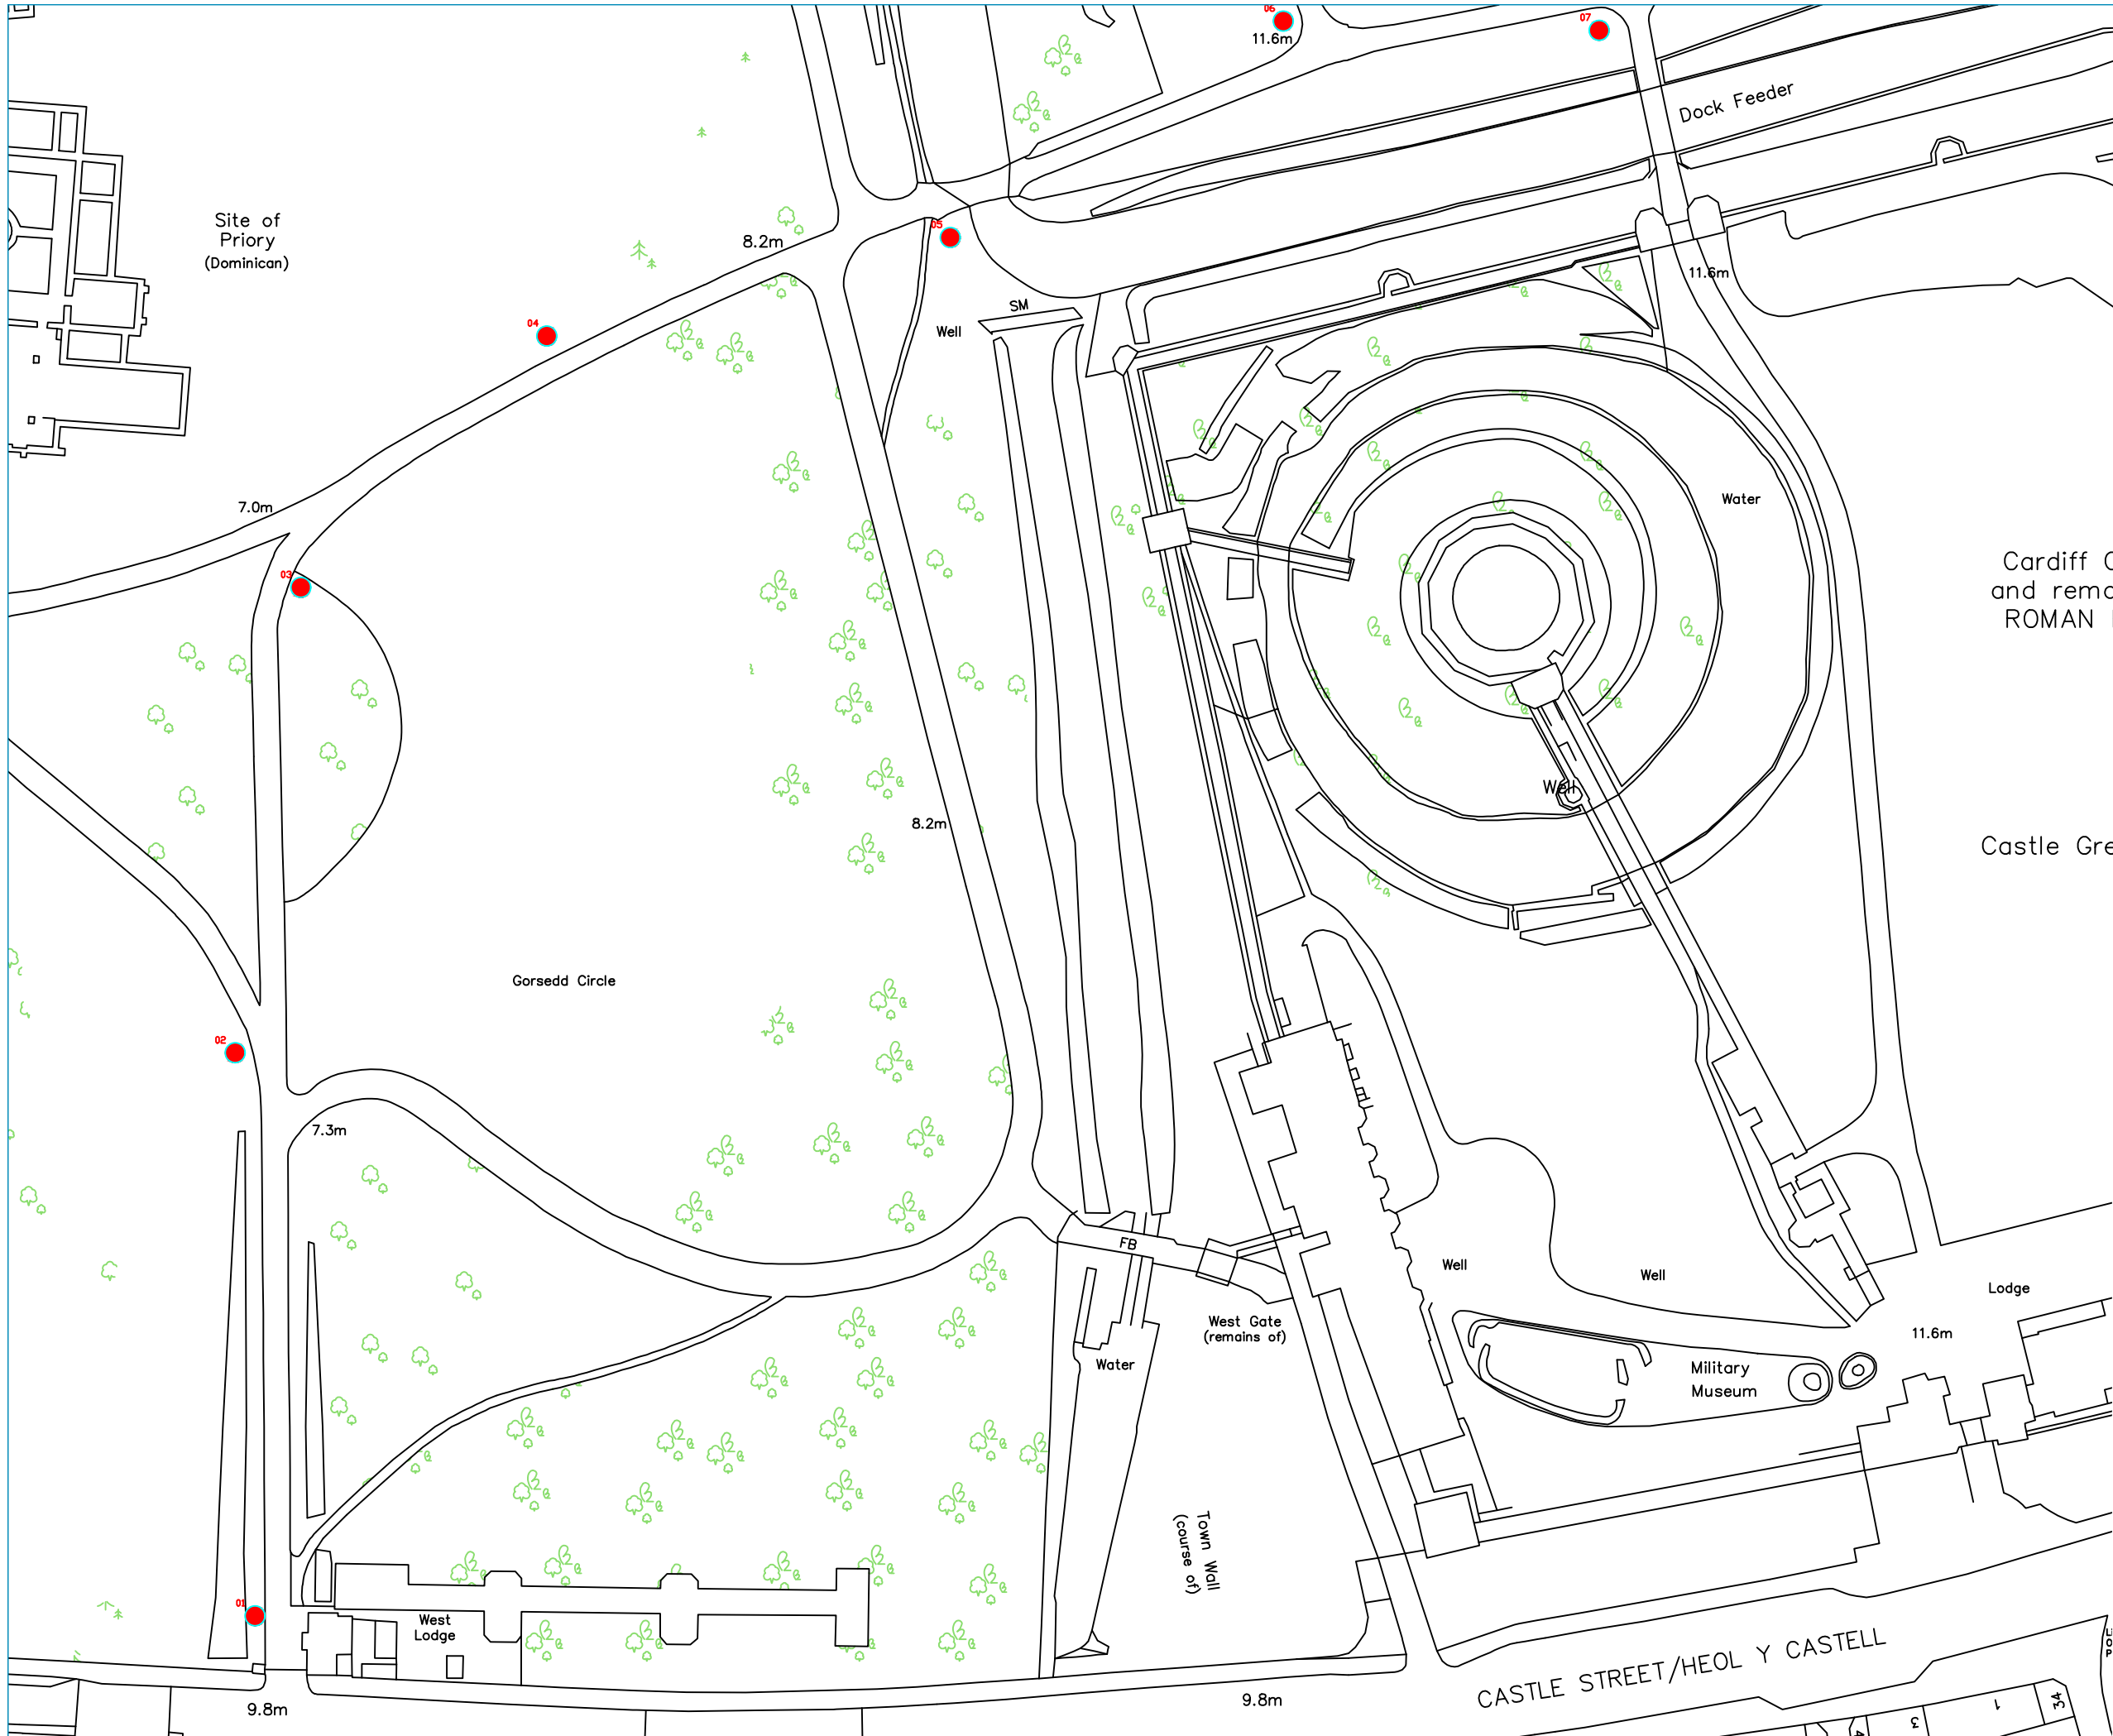 06
11.6m
07
Dock Feeder
Site of
Priory
(Dominican)
8.2m
05
11.6m
SM
Well
04
7.0m
Water
03
Cardiff
and
ROMAN
Well
8.2m
Castle
Gorsedd Circle
02
7.3m
FB
Well
Well
Lodge
West Gate
(remains of)
11.6m
Water
Military
Museum
Town Wall
(course of)
01
West
Lodge
CASTLE STREET/HEOL Y CASTELL
9.8m
9.8m
34
1
1
3